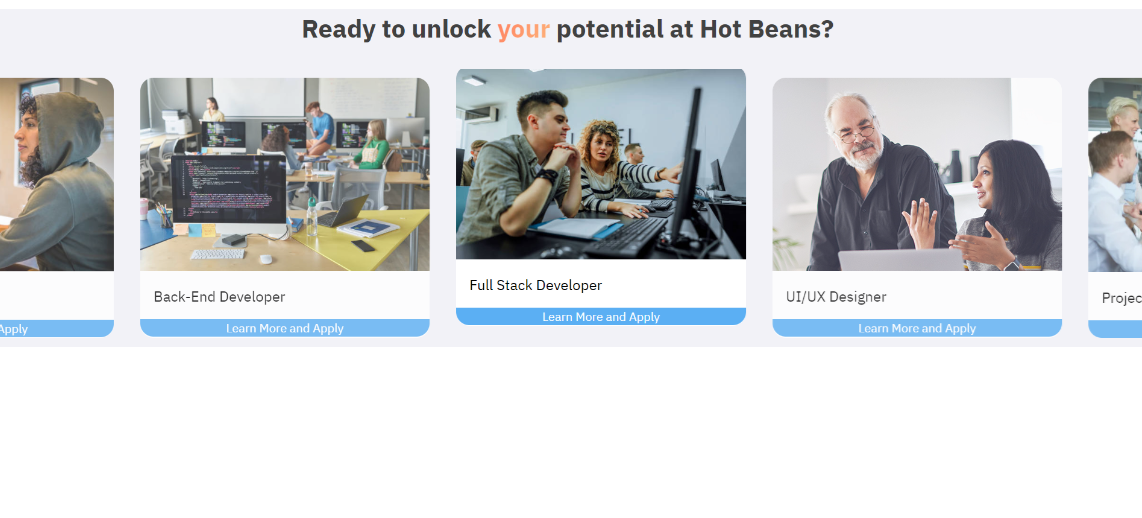 Ready to unlock your potential at Hot Beans?
Apply
Back-End Developer
Learn More and Apply
Full Stack Developer
Learn More and Apply
UI/UX Designer
Learn More and Apply
Projec